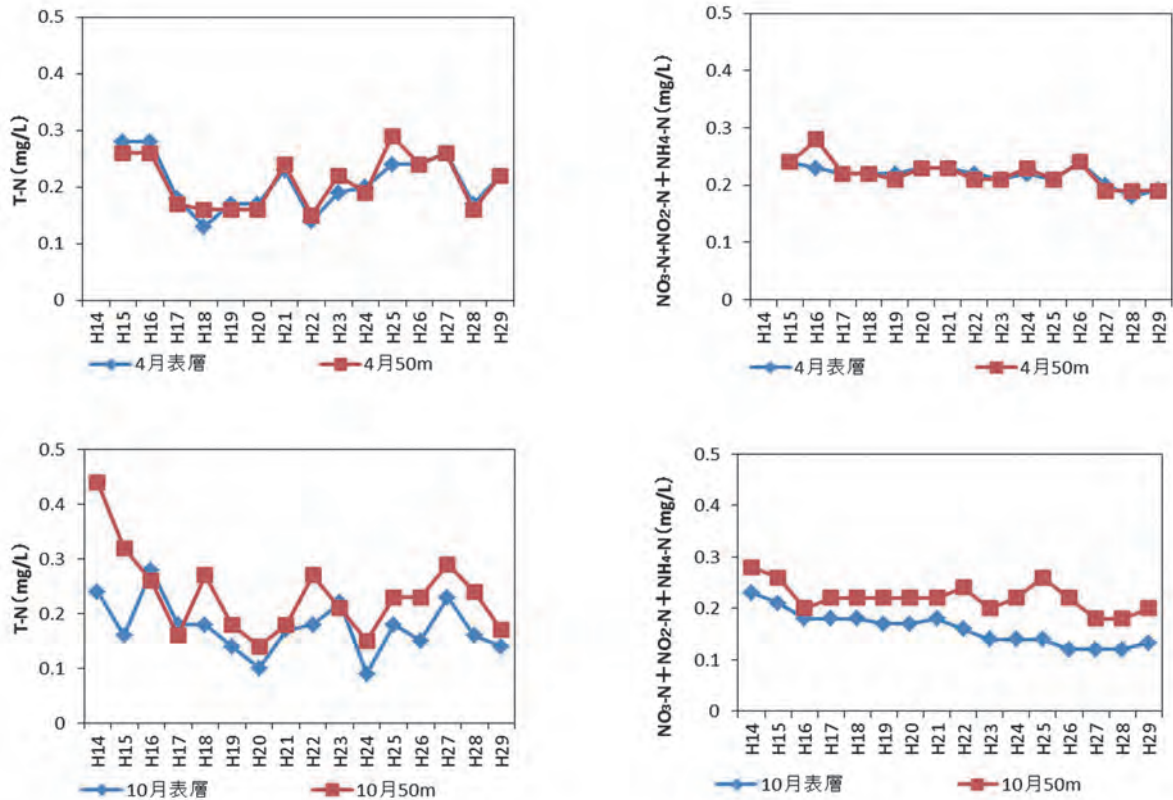 T-N (mg/L)
0.5
0.4
0.3
0.2
0.1
0
H14 H15 H16 H17 H18 H19 H20 H21 H22 H23 H24 H25 H26 H27 H28 H29
4月表層 4月50m
NO₃-N+NO₂-N+NH₄-N(mg/L)
0.5
0.4
0.3
0.2
0.1
0
H14 H15 H16 H17 H18 H19 H20 H21 H22 H23 H24 H25 H26 H27 H28 H29
4月表層 4月50m
T-N (mg/L)
0.5
0.4
0.3
0.2
0.1
0
H14 H15 H16 H17 H18 H19 H20 H21 H22 H23 H24 H25 H26 H27 H28 H29
10月表層 10月50m
NO₃-N+NO₂-N+NH₄-N(mg/L)
0.5
0.4
0.3
0.2
0.1
0
H14 H15 H16 H17 H18 H19 H20 H21 H22 H23 H24 H25 H26 H27 H28 H29
10月表層 10月50m